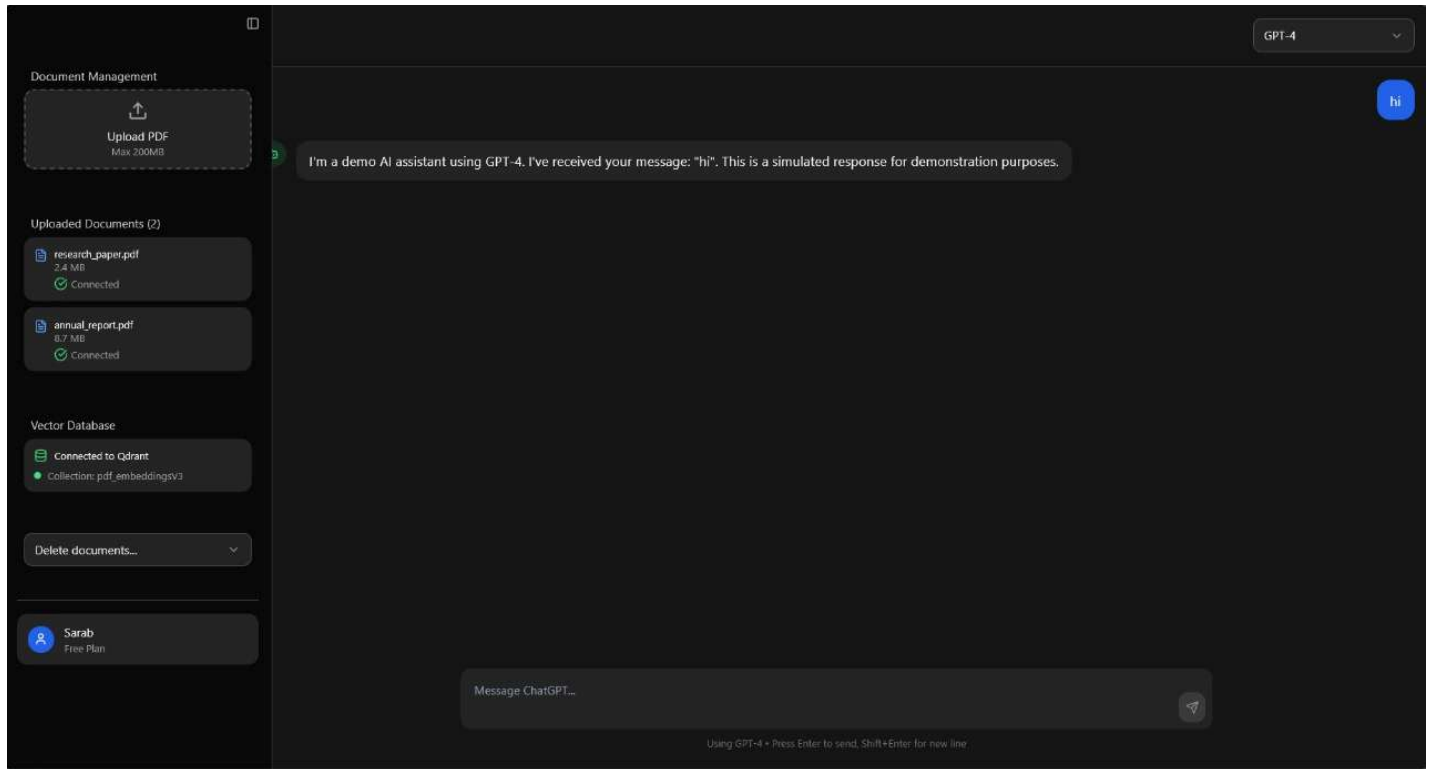 GPT-4
Document Management
Upload PDF
Max 200MB
hi
I'm a demo AI assistant using GPT-4. I've received your message: "hi". This is a simulated response for demonstration purposes.
Uploaded Documents (2)
research_paper.pdf
2.4 MB
Connected
annual_report.pdf
8.7 MB
Connected
Vector Database
Connected to Qdrant
Collection: pdf_embeddingsV3
Delete documents...
Sarab
Free Plan
Message ChatGPT...
Using GPT-4 • Press Enter to send, Shift+Enter for new line